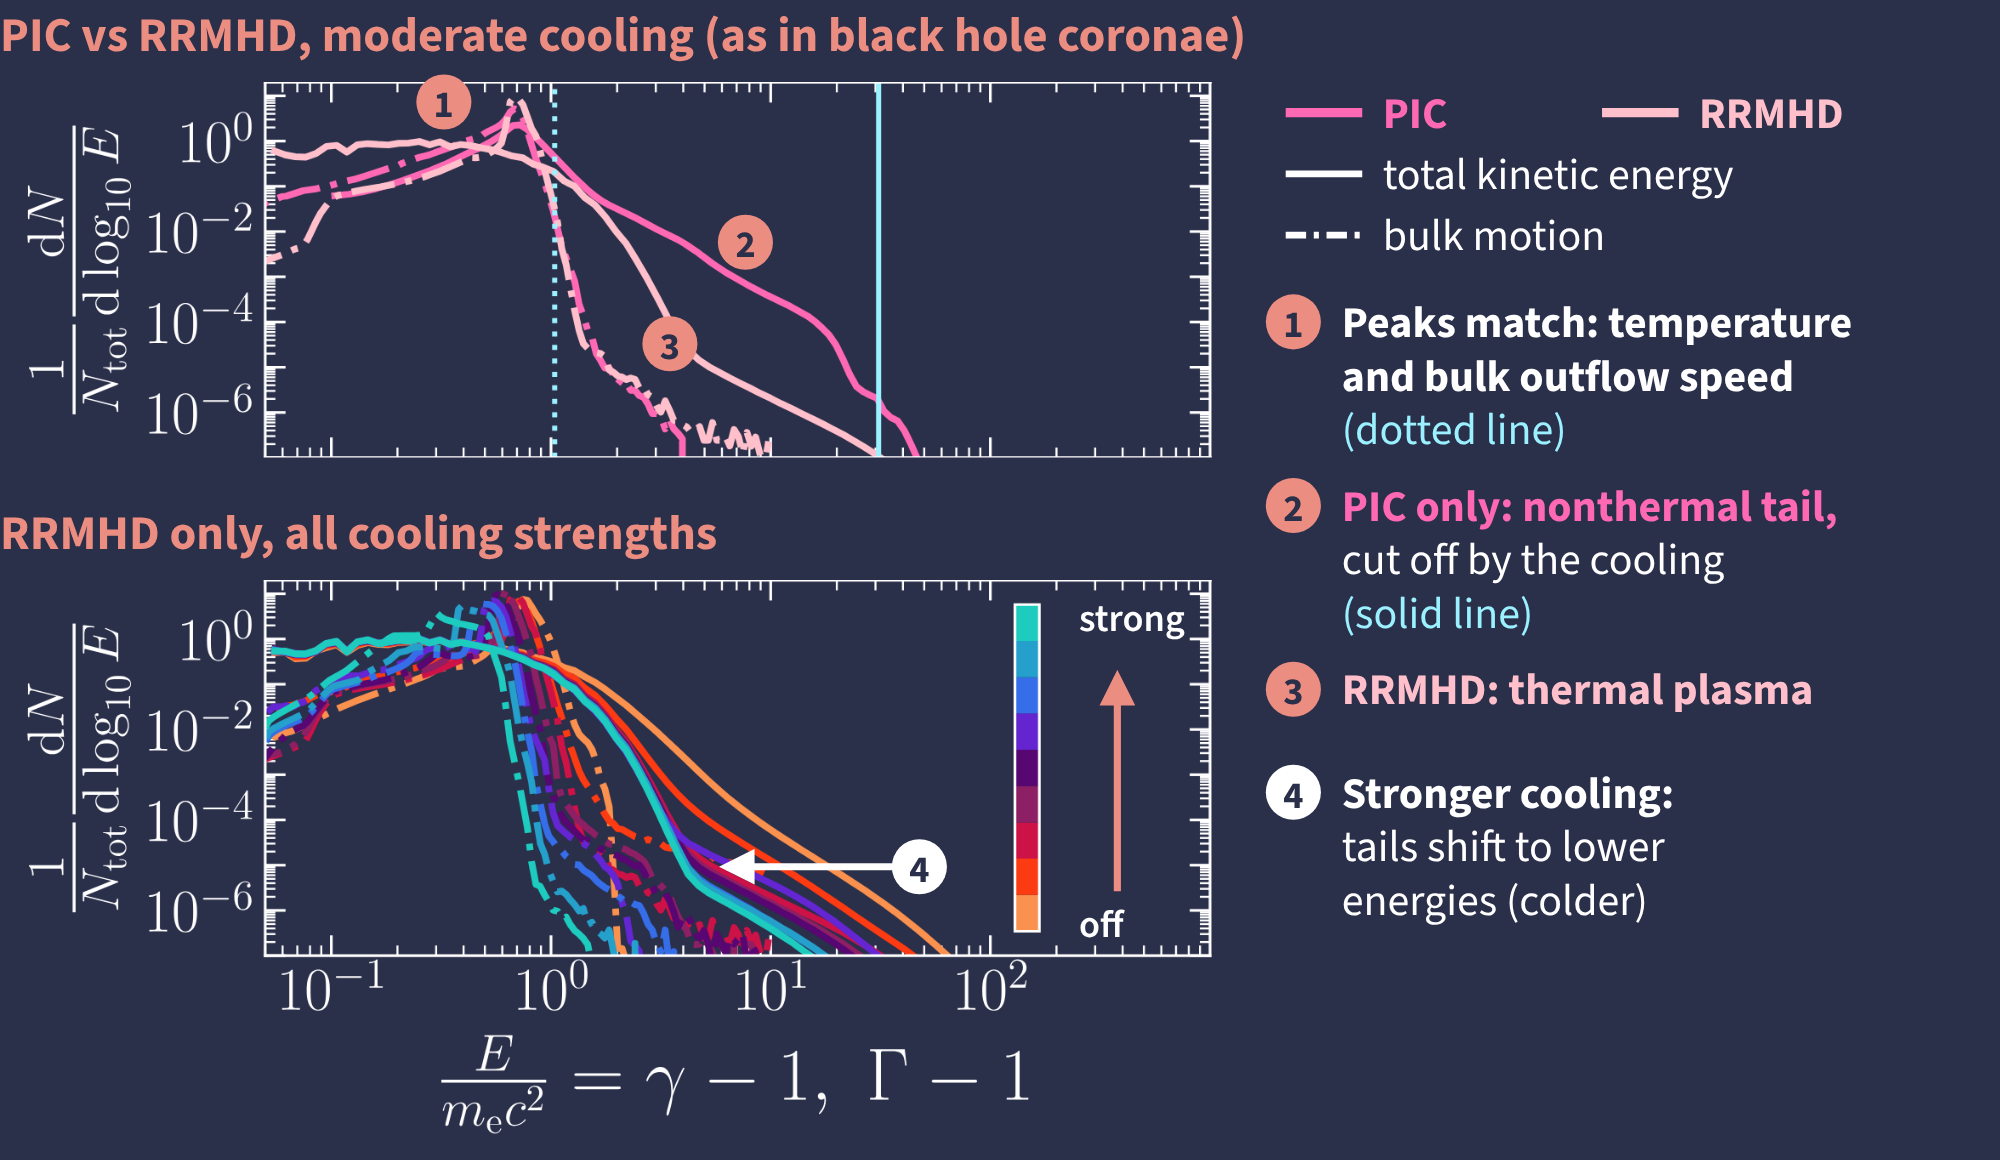 PIC vs RRMHD, moderate cooling (as in black hole coronae)
1
2
3
10^0
10^−2
10^−4
10^−6
1/N_tot dN/d log_10 E
PIC
RRMHD
total kinetic energy
bulk motion
1 Peaks match: temperature
and bulk outflow speed
(dotted line)
2 PIC only: nonthermal tail,
cut off by the cooling
(solid line)
3 RRMHD: thermal plasma
4 Stronger cooling:
tails shift to lower
energies (colder)
RRMHD only, all cooling strengths
10^0
10^−2
10^−4
10^−6
1/N_tot dN/d log_10 E
strong
off
4
10^−1 10^0 10^1 10^2
E/m_e c^2 = γ − 1, Γ − 1